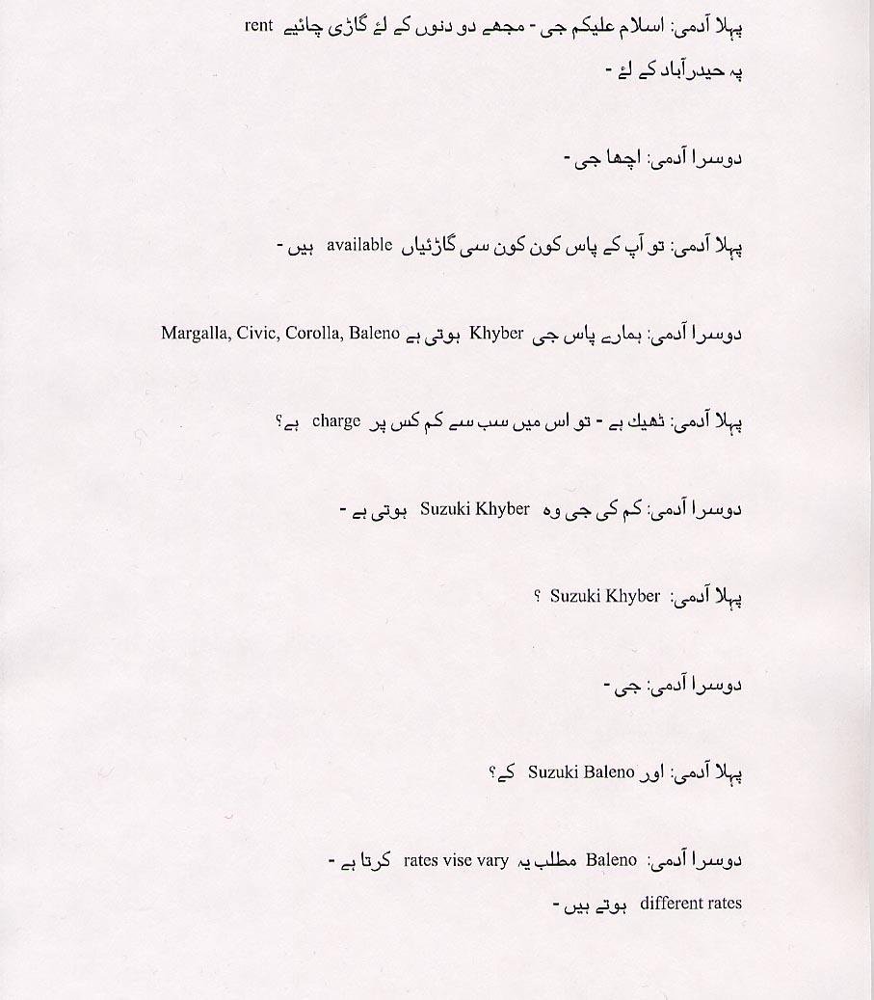 پہلا آدمی: اسلام علیکم جی - مجھے دو دنوں کے لئے گاڑی چائیے rent
پہ حیدرآباد کے لئے -
دوسرا آدمی: اچھا جی -
پہلا آدمی: تو آپ کے پاس کون کون سی گاڑئیاں available ہیں -
دوسرا آدمی: ہمارے پاس جی Khyber ہوتی ہے Margalla, Civic, Corolla, Baleno
پہلا آدمی: ٹھیك ہے - تو اس میں سب سے کم کس پر charge ہے؟
دوسرا آدمی: کم کی جی وہ Suzuki Khyber ہوتی ہے -
پہلا آدمی: Suzuki Khyber ؟
دوسرا آدمی: جی -
پہلا آدمی: اور Suzuki Baleno کے؟
دوسرا آدمی: Baleno مطلب یہ rates vise vary کرتا ہے -
different rates ہوتے ہیں -